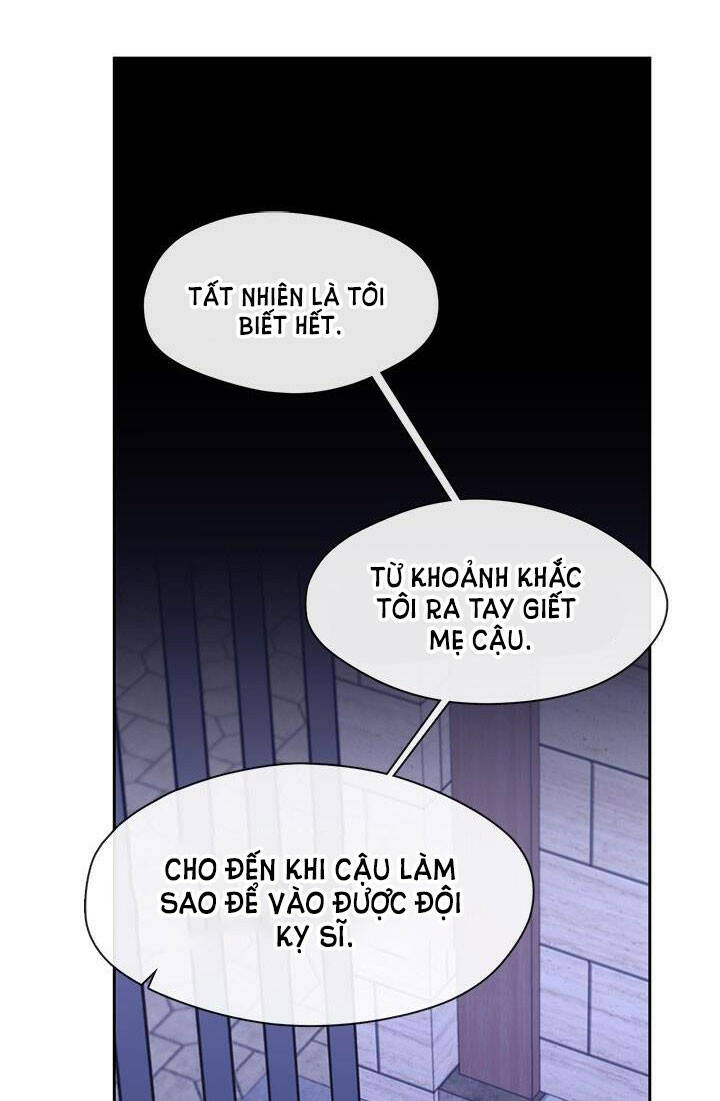 TẤT NHIÊN LÀ TÔI
BIẾT HẾT.
TỪ KHOẢNH KHẮC
TÔI RA TAY GIẾT
MẸ CẬU.
CHO ĐẾN KHI CẬU LÀM
SAO ĐỂ VÀO ĐƯỢC ĐỘI
KỴ SĨ.